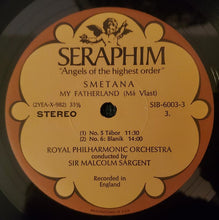 SERAPHIM
"Angels of the highest order"
SMETANA
MY FATHERLAND (Má Vlast)
(2YEA-X-982) 33⅓
STEREO
SIB-6003-3
3.
(1) No. 5 Tábor 11:30
(2) No. 6: Blanik 14:00
ROYAL PHILHARMONIC ORCHESTRA
conducted by
SIR MALCOLM SARGENT
Recorded in
England